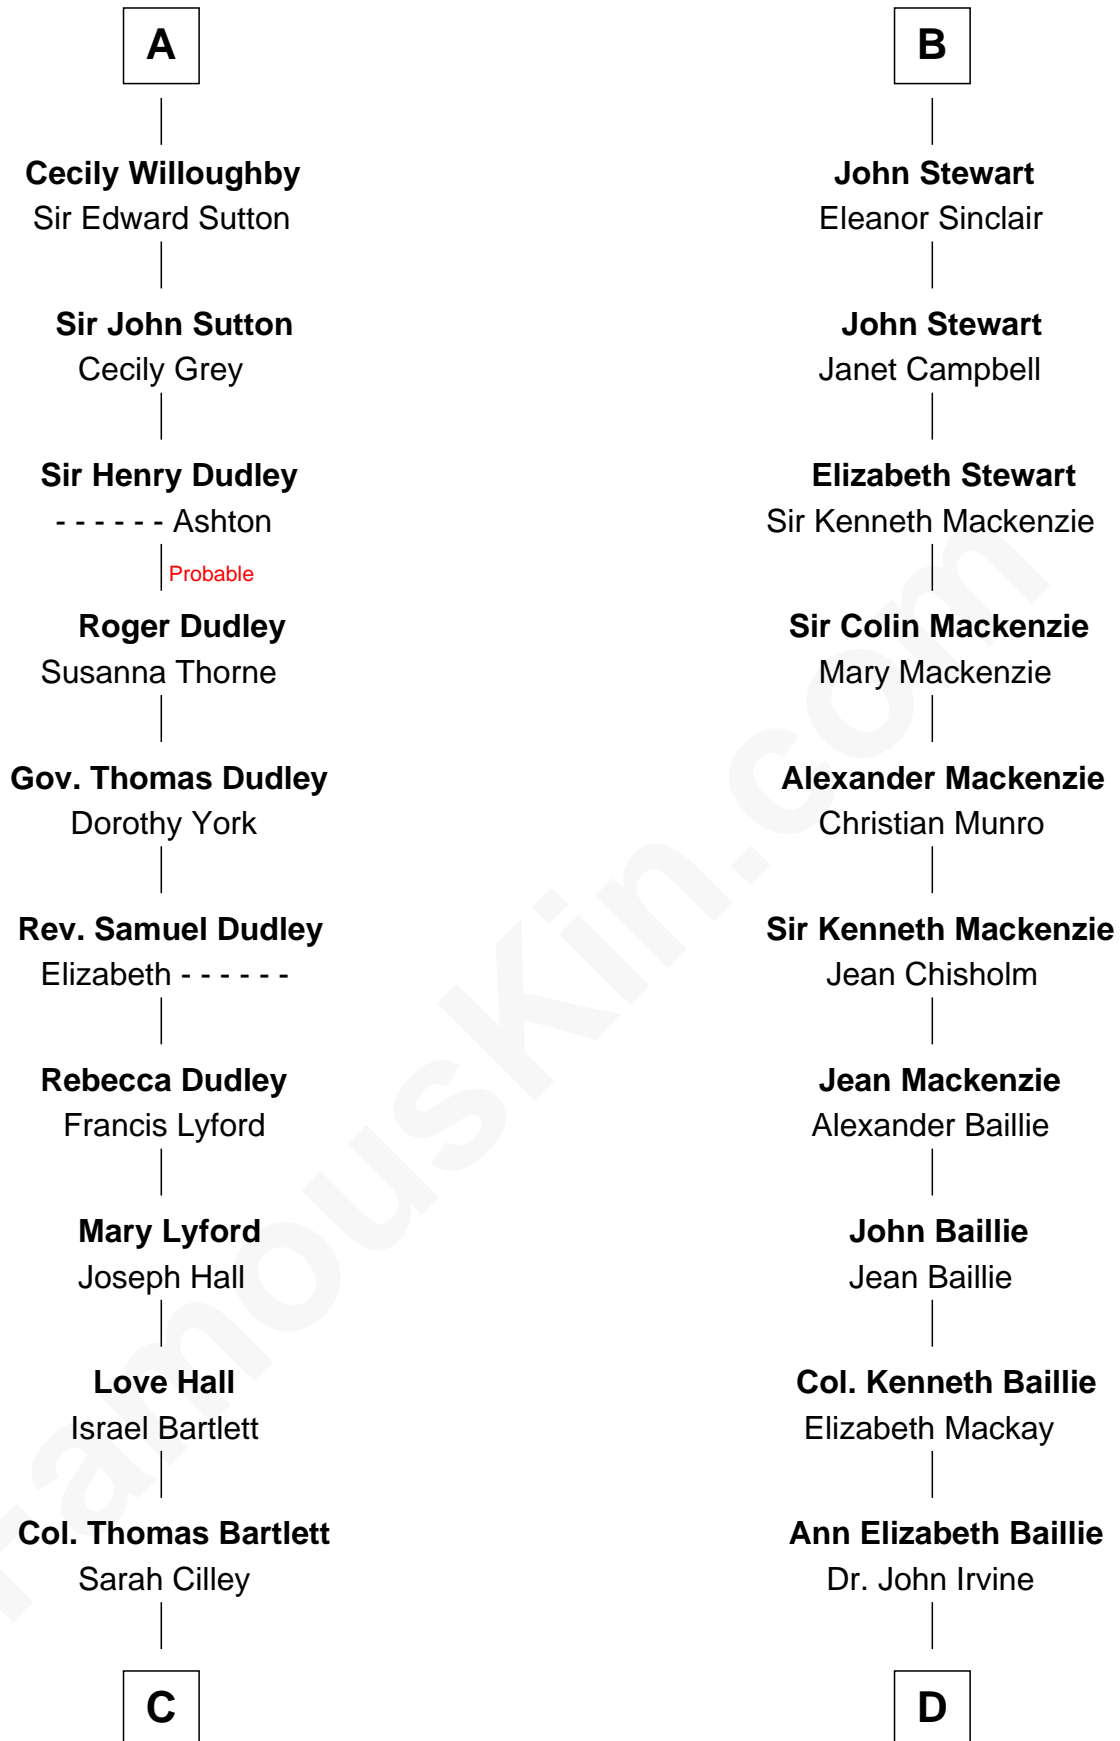 A
Cecily Willoughby
Sir Edward Sutton
Sir John Sutton
Cecily Grey
Sir Henry Dudley
- - - - - - Ashton
Probable
Roger Dudley
Susanna Thorne
Gov. Thomas Dudley
Dorothy York
Rev. Samuel Dudley
Elizabeth - - - - - -
Rebecca Dudley
Francis Lyford
Mary Lyford
Joseph Hall
Love Hall
Israel Bartlett
Col. Thomas Bartlett
Sarah Cilley
C
B
John Stewart
Eleanor Sinclair
John Stewart
Janet Campbell
Elizabeth Stewart
Sir Kenneth Mackenzie
Sir Colin Mackenzie
Mary Mackenzie
Alexander Mackenzie
Christian Munro
Sir Kenneth Mackenzie
Jean Chisholm
Jean Mackenzie
Alexander Baillie
John Baillie
Jean Baillie
Col. Kenneth Baillie
Elizabeth Mackay
Ann Elizabeth Baillie
Dr. John Irvine
D
FamousKin.com